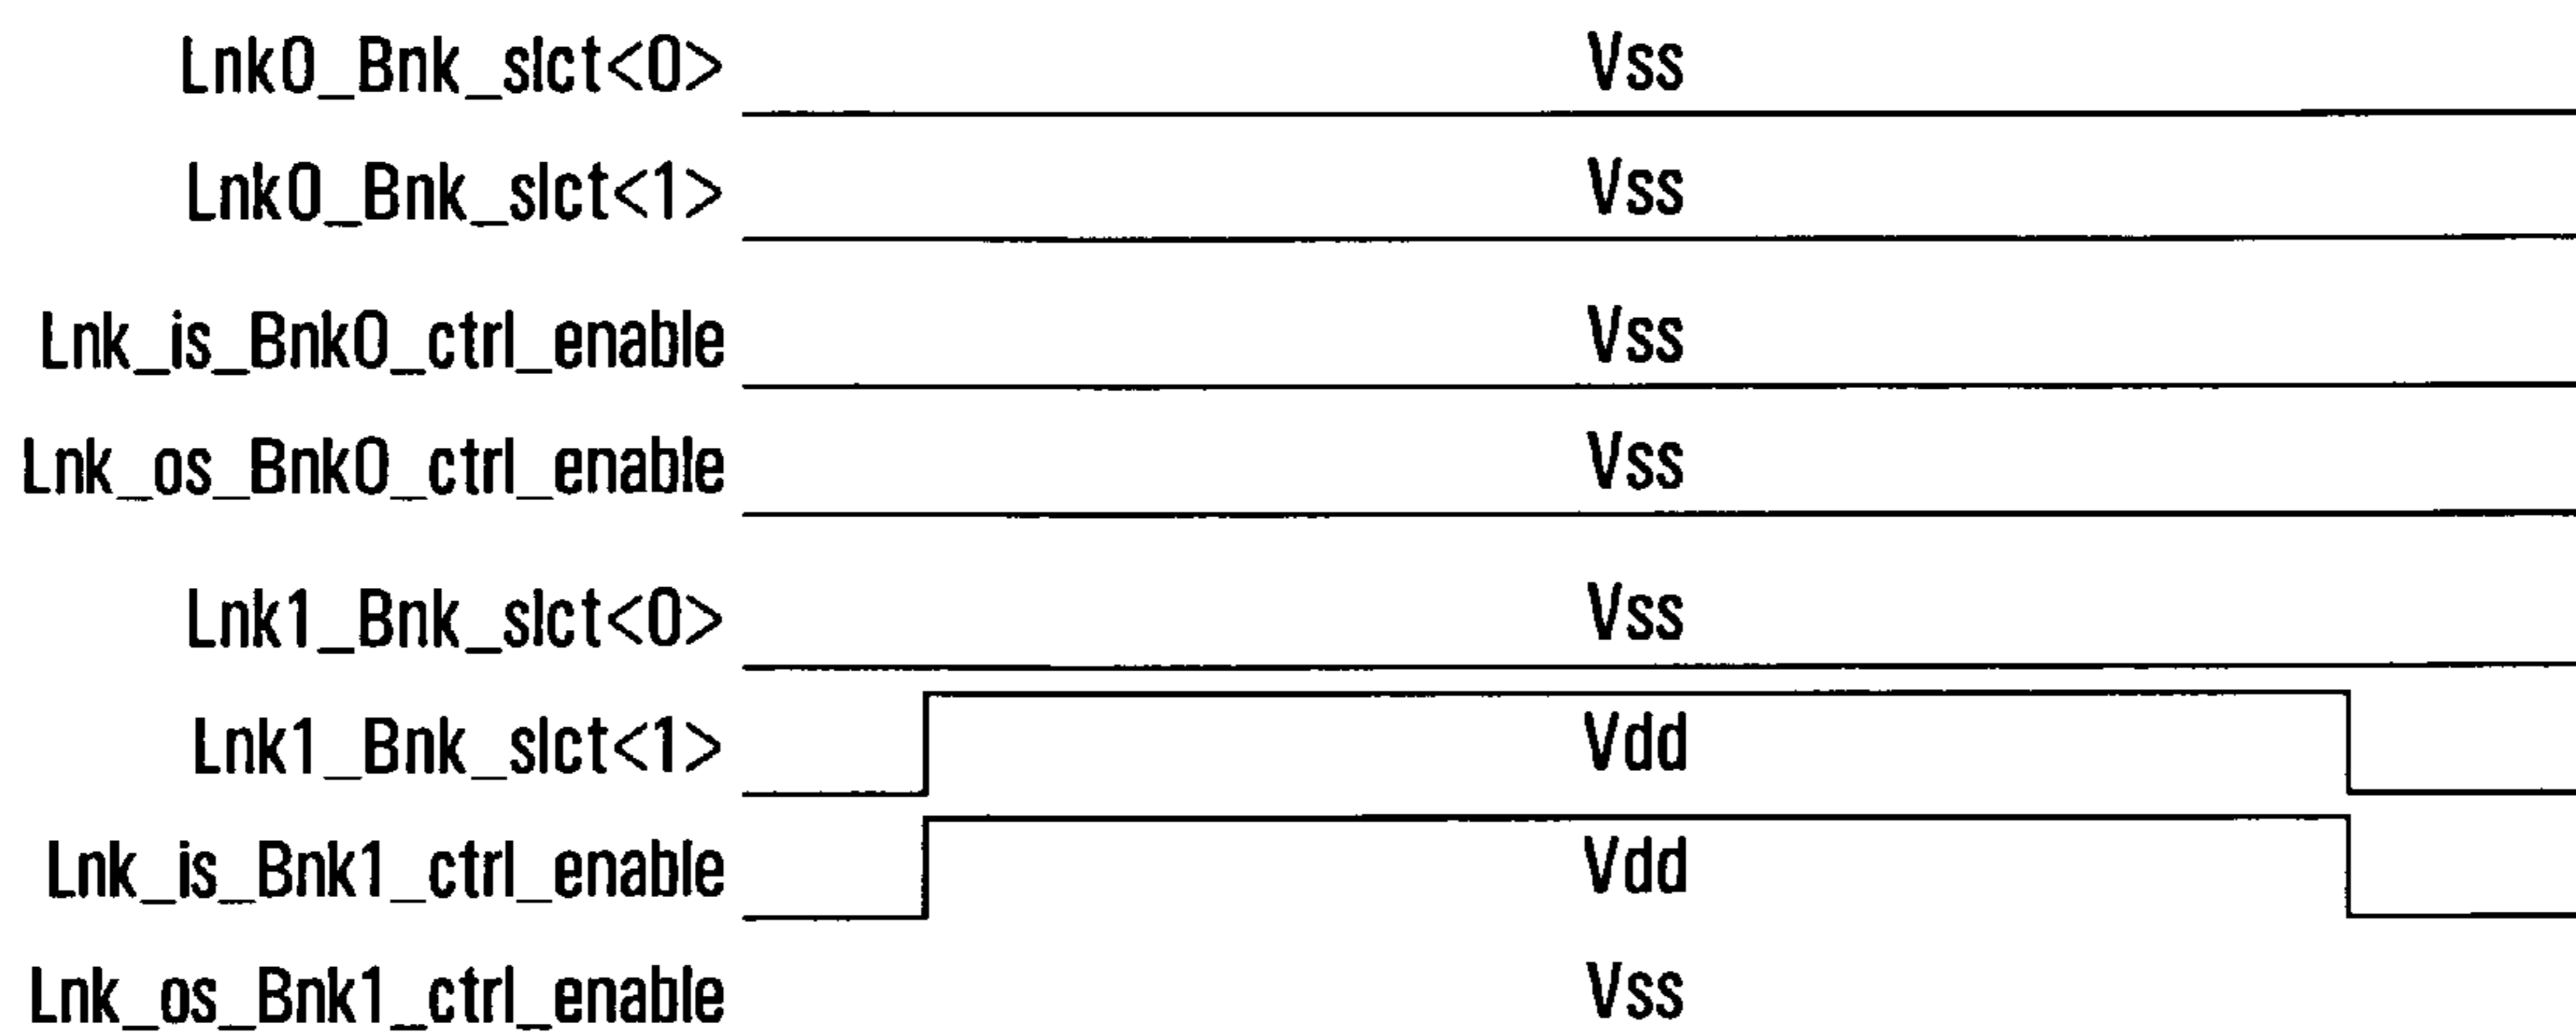 Lnk0_Bnk_slct<0> Vss
Lnk0_Bnk_slct<1> Vss
Lnk_is_Bnk0_ctrl_enable Vss
Lnk_os_Bnk0_ctrl_enable Vss
Lnk1_Bnk_slct<0> Vss
Lnk1_Bnk_slct<1> Vdd
Lnk_is_Bnk1_ctrl_enable Vdd
Lnk_os_Bnk1_ctrl_enable Vss